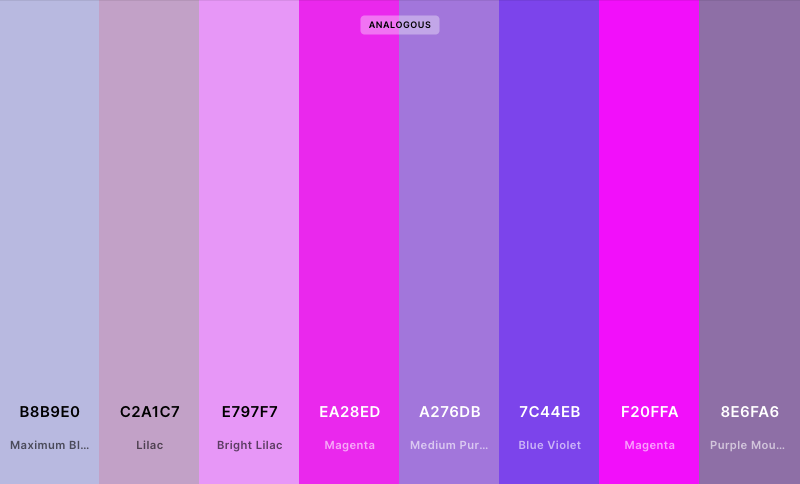 ANALOGOUS
B8B9E0 C2A1C7 E797F7 EA28ED A276DB 7C44EB F20FFA 8E6FA6
Maximum Bl... Lilac Bright Lilac Magenta Medium Pur... Blue Violet Magenta Purple Mou...